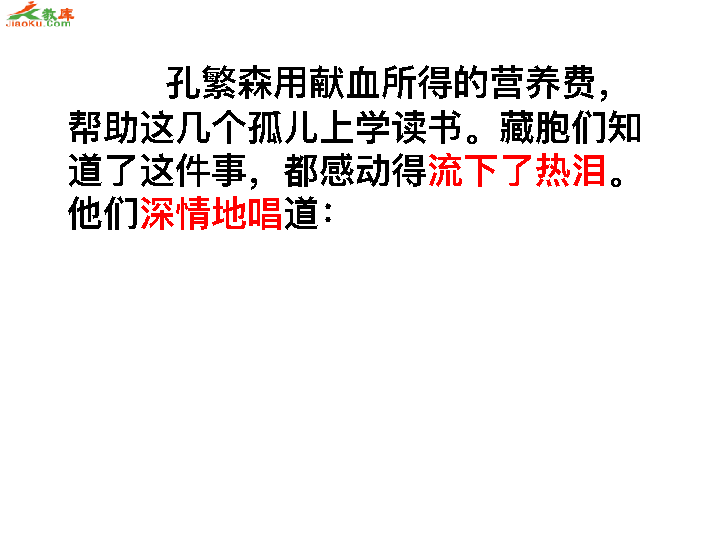 教库
JiaoKu.Com
孔繁森用献血所得的营养费，
帮助这几个孤儿上学读书。藏胞们知
道了这件事，都感动得流下了热泪。
他们深情地唱道：